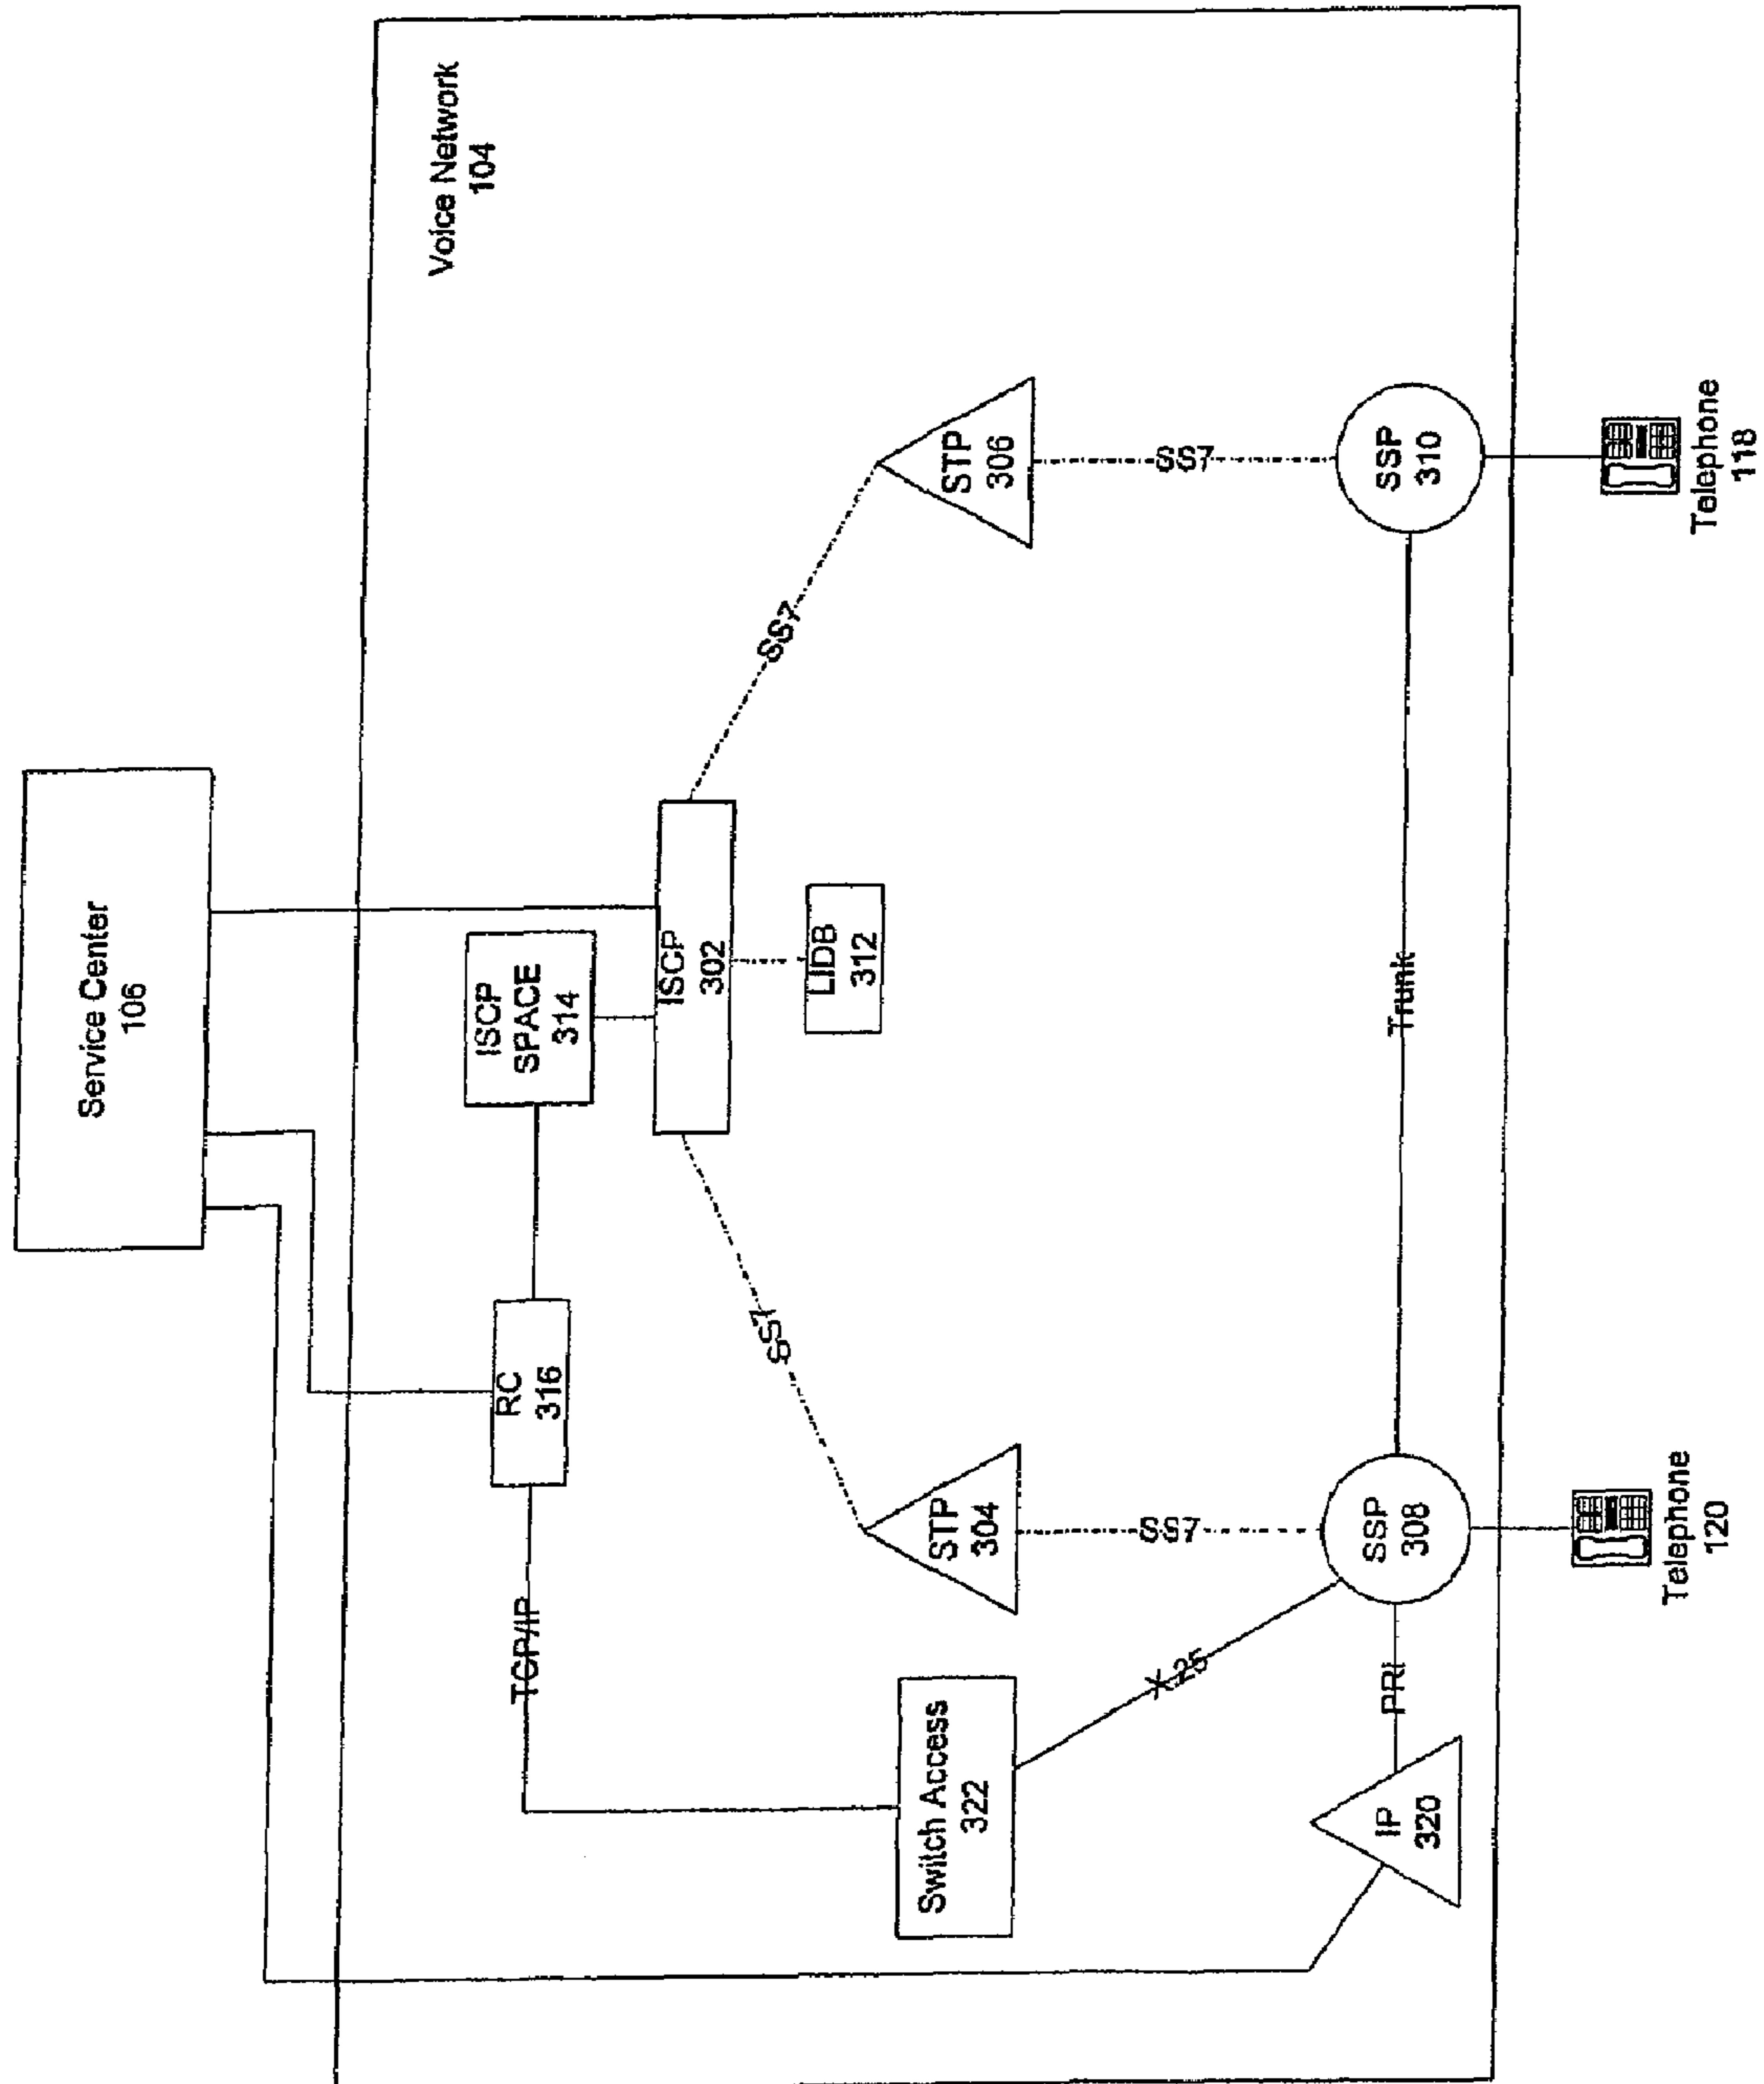 Service Center
106
Voice Network
104
ISCP
SPACE
314
RC
316
TCP/IP
ISCP
302
LIDB
312
SS7
SS7
STP
304
STP
306
Switch Access
322
X.25
SS7
SS7
IP
320
PRI
SSP
308
Trunk
SSP
310
Telephone
120
Telephone
118